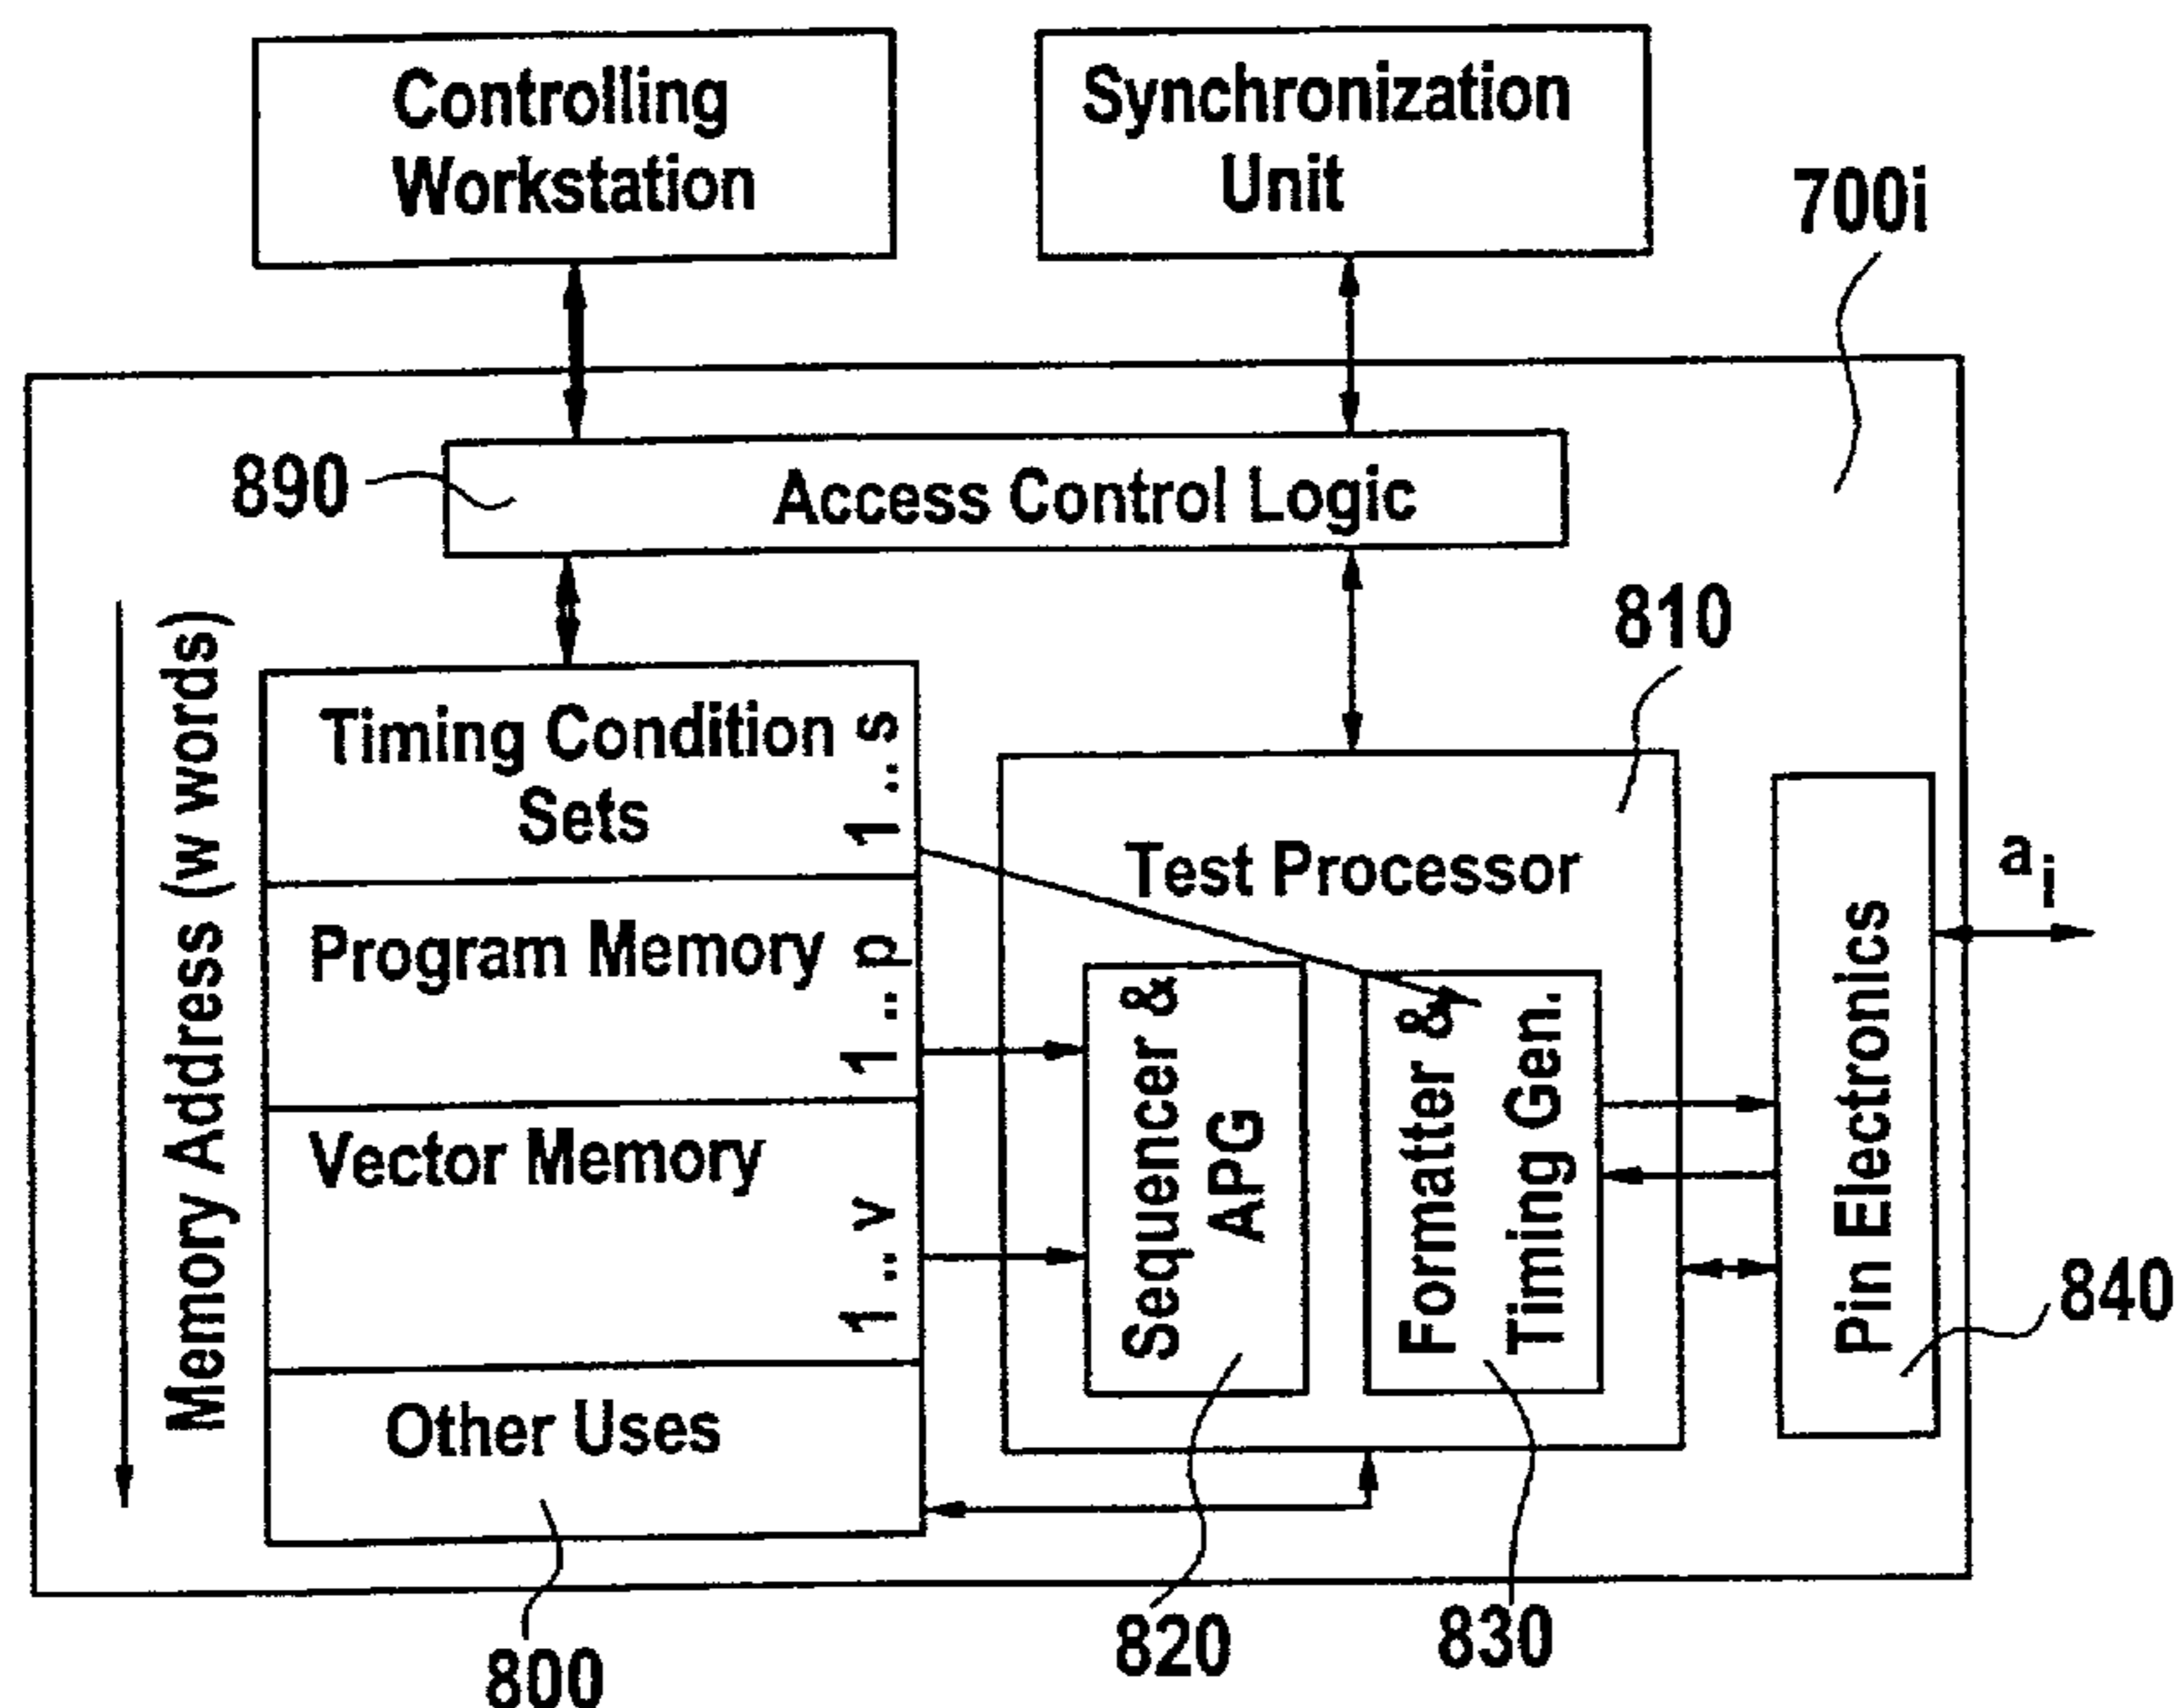 Controlling
Workstation
Synchronization
Unit
700i
890
Access Control Logic
810
Memory Address (w words)
Timing Condition
Sets
1 .. s
Program Memory
1 .. p
Vector Memory
1 .. v
Other Uses
Test Processor
Sequencer &
APG
Formatter &
Timing Gen.
Pin Electronics
ai
840
800
820
830